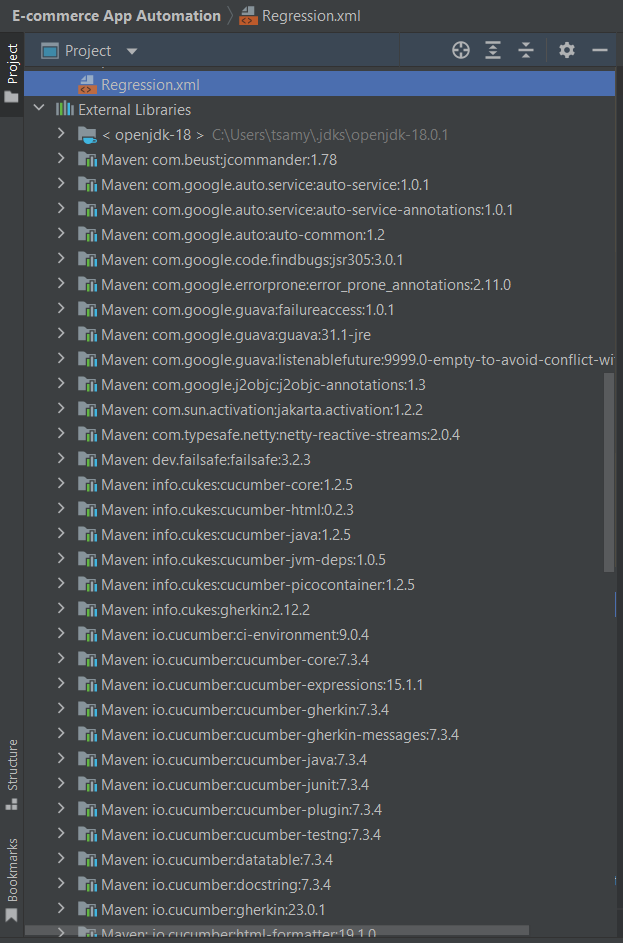 E-commerce App Automation
Regression.xml
Project
Project
Regression.xml
External Libraries
< openjdk-18 > C:\Users\tsamy\.jdks\openjdk-18.0.1
Maven: com.beust:jcommander:1.78
Maven: com.google.auto.service:auto-service:1.0.1
Maven: com.google.auto.service:auto-service-annotations:1.0.1
Maven: com.google.auto:auto-common:1.2
Maven: com.google.code.findbugs:jsr305:3.0.1
Maven: com.google.errorprone:error_prone_annotations:2.11.0
Maven: com.google.guava:failureaccess:1.0.1
Maven: com.google.guava:guava:31.1-jre
Maven: com.google.guava:listenablefuture:9999.0-empty-to-avoid-conflict-wi
Maven: com.google.j2objc:j2objc-annotations:1.3
Maven: com.sun.activation:jakarta.activation:1.2.2
Maven: com.typesafe.netty:netty-reactive-streams:2.0.4
Maven: dev.failsafe:failsafe:3.2.3
Maven: info.cukes:cucumber-core:1.2.5
Maven: info.cukes:cucumber-html:0.2.3
Maven: info.cukes:cucumber-java:1.2.5
Maven: info.cukes:cucumber-jvm-deps:1.0.5
Maven: info.cukes:cucumber-picocontainer:1.2.5
Maven: info.cukes:gherkin:2.12.2
Maven: io.cucumber:ci-environment:9.0.4
Maven: io.cucumber:cucumber-core:7.3.4
Maven: io.cucumber:cucumber-expressions:15.1.1
Maven: io.cucumber:cucumber-gherkin:7.3.4
Maven: io.cucumber:cucumber-gherkin-messages:7.3.4
Maven: io.cucumber:cucumber-java:7.3.4
Maven: io.cucumber:cucumber-junit:7.3.4
Maven: io.cucumber:cucumber-plugin:7.3.4
Maven: io.cucumber:cucumber-testng:7.3.4
Maven: io.cucumber:datatable:7.3.4
Maven: io.cucumber:docstring:7.3.4
Maven: io.cucumber:gherkin:23.0.1
Maven: io.cucumber:html-formatter:19.1.0
Structure
Bookmarks